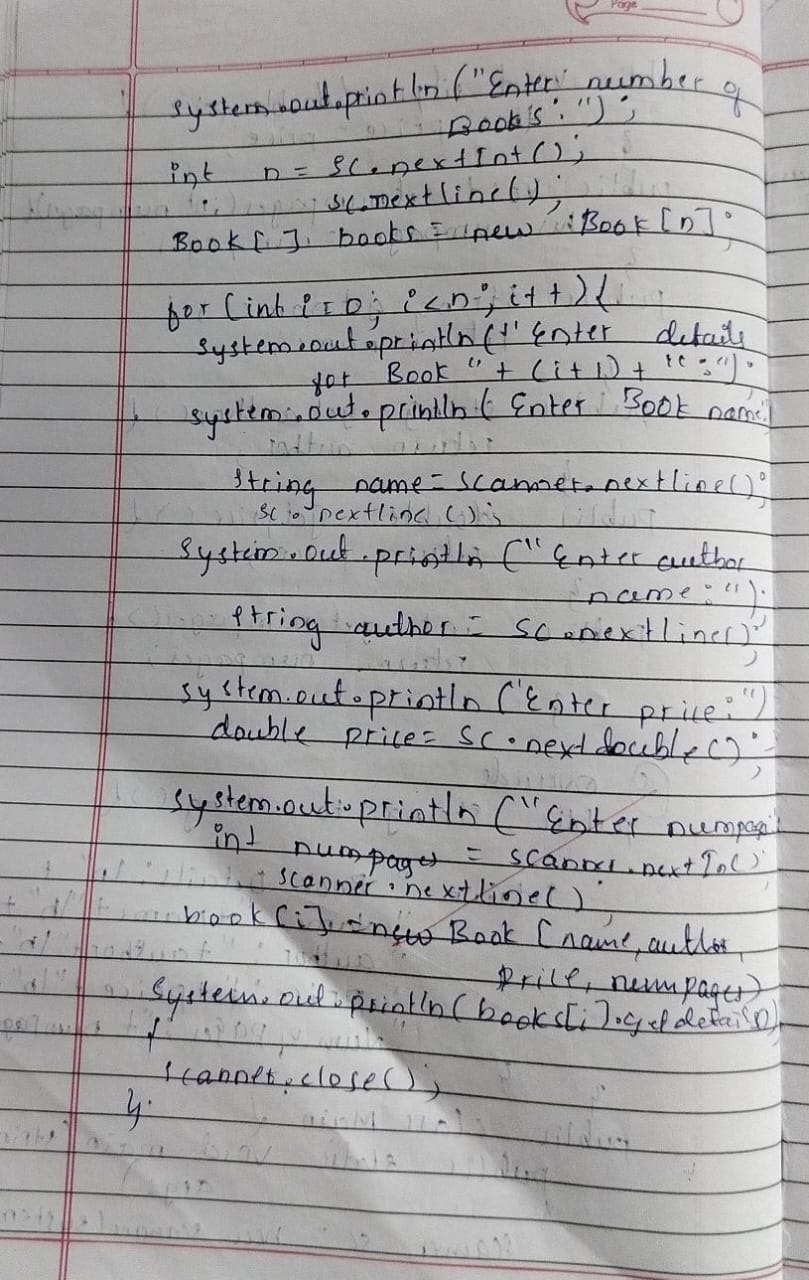 Page
System.out.println("Enter number of
Books:");
int n = sc.nextInt();
sc.nextline();
Book[] books = new Book[n];
for(int i=0; i<n; i++){
System.out.println("Enter details
for Book " + (i+1) + ":");
System.out.println(Enter Book name
String name = scanner.nextline();
sc.nextline();
System.out.println("Enter author
name:");
String author = sc.nextline();
System.out.println("Enter price:")
double price = sc.nextdouble();
System.out.println("Enter numpag
int numpages = scanner.nextIn()
scanner.nextline()
book[i] = new Book(name, author,
price, numpages)
System.out.println(books[i].getdetails()
scanner.close();